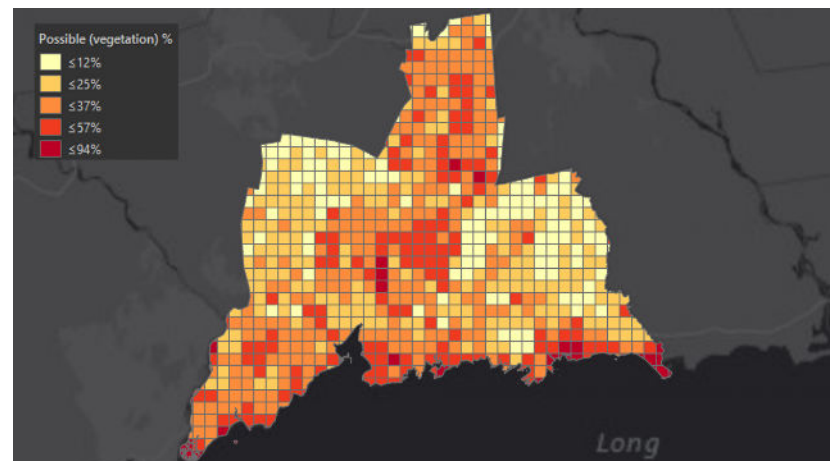 Possible (vegetation) %
≤12%
≤25%
≤37%
≤57%
≤94%
Long